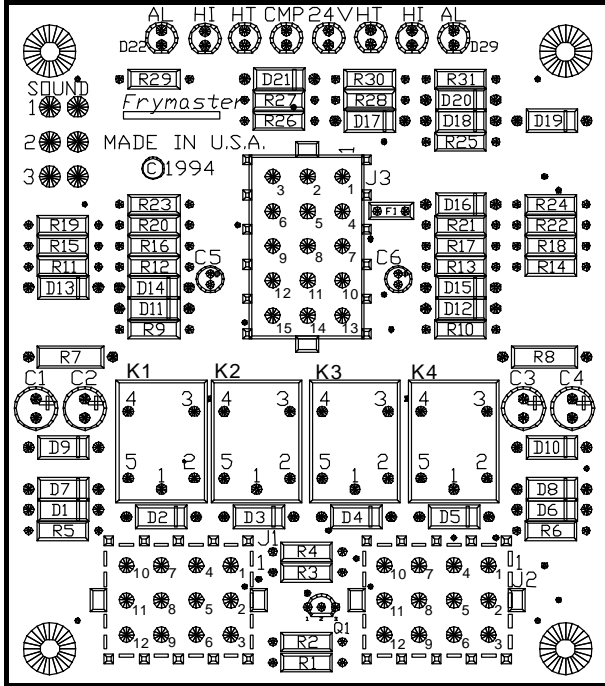 AL HI HT CMP 24V HT HI AL
D22 D29
R29 D21 R30 R31
SOUND
1 Frymaster R27 R28 D20
R26 D17 D18 D19
2 MADE IN U.S.A. R25
3 © 1994 1
3 2 1 J3
R23 D16 R24
R19 R20 6 5 4 F1 R21 R22
R15 R16 9 8 7 R17 R18
R11 R12 C5 C6 R13 R14
D13 D14 12 11 10 D15
D11 D12
R9 15 14 13 R10
R7 R8
K1 K2 K3 K4
C1 C2 C3 C4
+ + + +
4 3 4 3 4 3 4 3
D9 D10
5 2 5 2 5 2 5 2
1 1 1 1
D7 D8
D1 D2 D3 D4 D5 D6
R5 R6
J1 R4
10 7 4 1 1 R3 10 7 4 1 1
J2
11 8 5 2 11 8 5 2
1 2 3
Q1
12 9 6 3 R2 12 9 6 3
R1